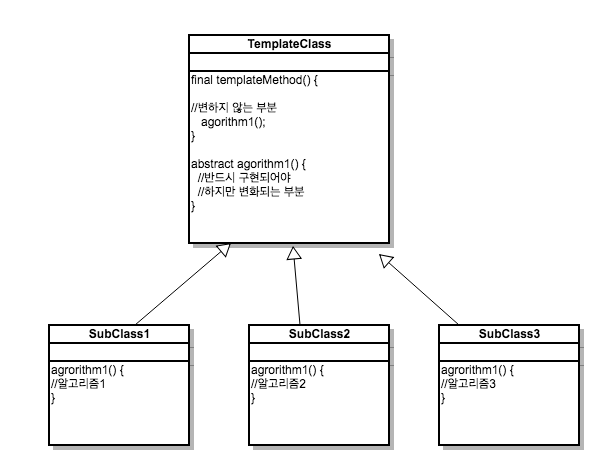 TemplateClass
final templateMethod() {
//변하지 않는 부분
agorithm1();
}
abstract agorithm1() {
//반드시 구현되어야
//하지만 변화되는 부분
}
SubClass1
agrorithm1() {
//알고리즘1
}
SubClass2
agrorithm1() {
//알고리즘2
}
SubClass3
agrorithm1() {
//알고리즘3
}